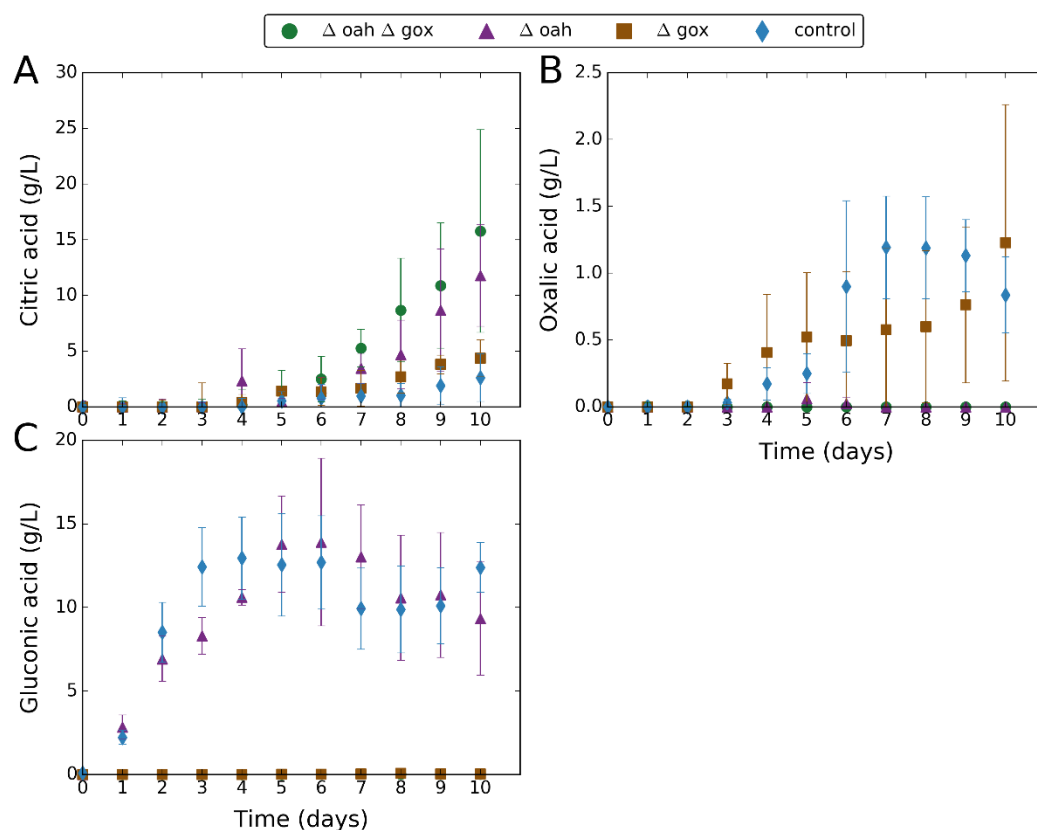 Δ oah Δ gox Δ oah Δ gox control
A
30
25
20
15
10
5
0
Citric acid (g/L)
0 1 2 3 4 5 6 7 8 9 10
B
2.5
2.0
1.5
1.0
0.5
0.0
Oxalic acid (g/L)
0 1 2 3 4 5 6 7 8 9 10
Time (days)
C
20
15
10
5
0
Gluconic acid (g/L)
0 1 2 3 4 5 6 7 8 9 10
Time (days)